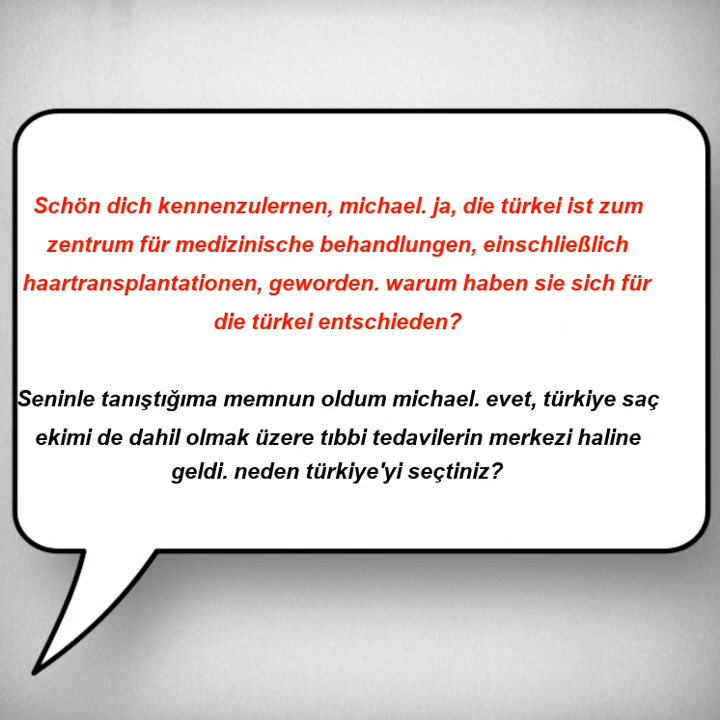 Schön dich kennenzulernen, michael. ja, die türkei ist zum
zentrum für medizinische behandlungen, einschließlich
haartransplantationen, geworden. warum haben sie sich für
die türkei entschieden?
Seninle tanıştığıma memnun oldum michael. evet, türkiye saç
ekimi de dahil olmak üzere tıbbi tedavilerin merkezi haline
geldi. neden türkiye'yi seçtiniz?